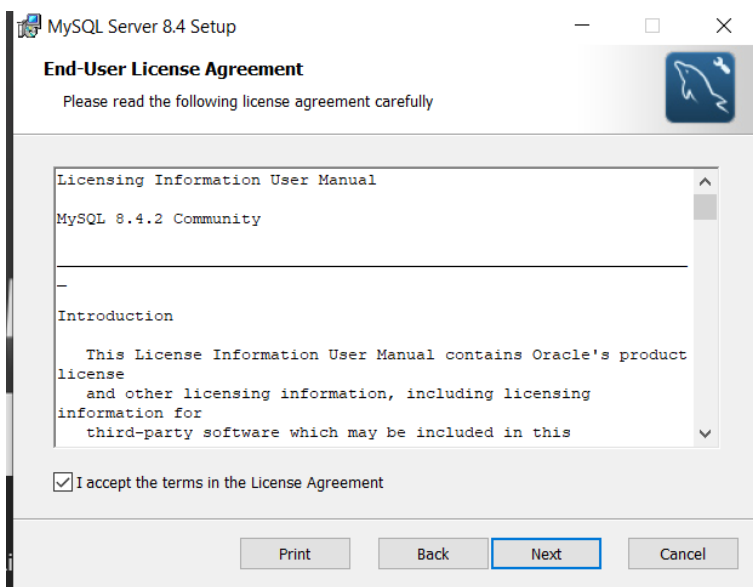 MySQL Server 8.4 Setup
End-User License Agreement
Please read the following license agreement carefully
Licensing Information User Manual
MySQL 8.4.2 Community
Introduction
This License Information User Manual contains Oracle's product
license
and other licensing information, including licensing
information for
third-party software which may be included in this
I accept the terms in the License Agreement
Print Back Next Cancel